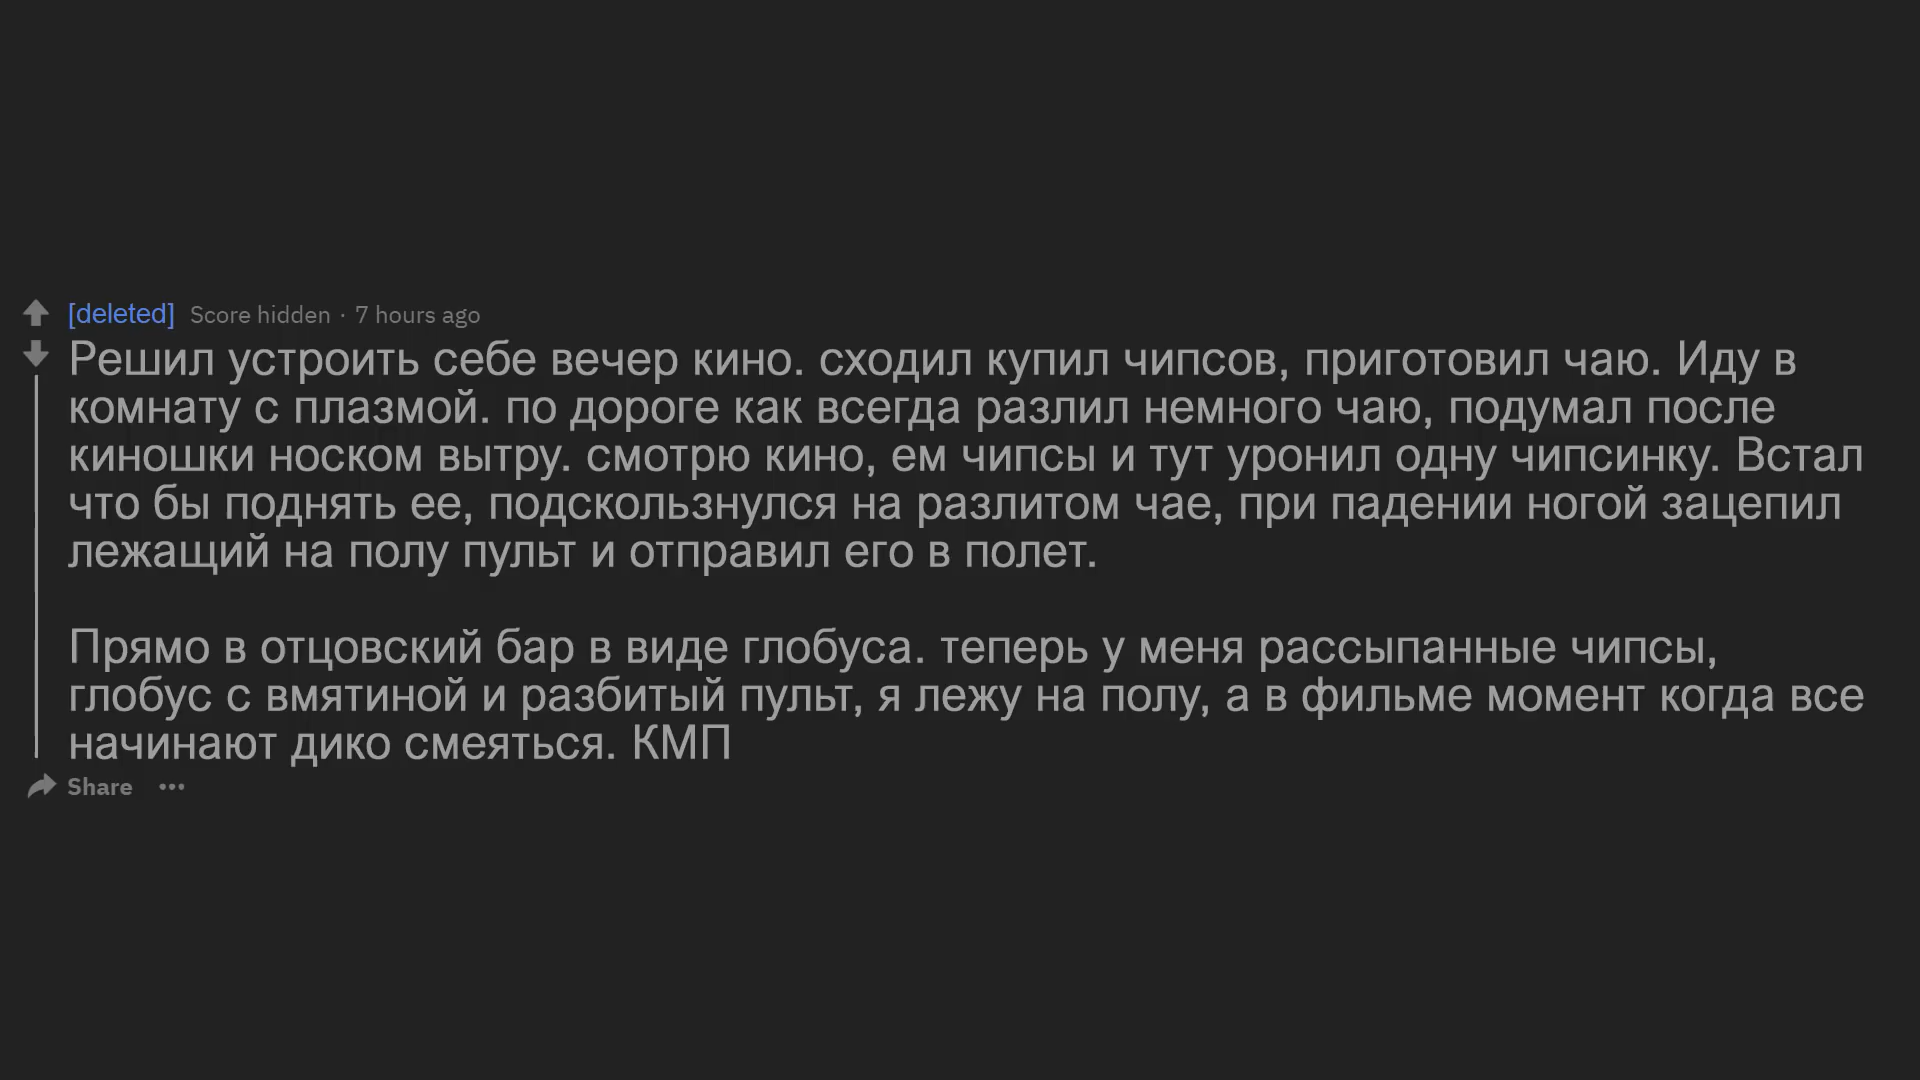 [deleted] Score hidden · 7 hours ago
Решил устроить себе вечер кино. сходил купил чипсов, приготовил чаю. Иду в
комнату с плазмой. по дороге как всегда разлил немного чаю, подумал после
киношки носком вытру. смотрю кино, ем чипсы и тут уронил одну чипсинку. Встал
что бы поднять ее, подскользнулся на разлитом чае, при падении ногой зацепил
лежащий на полу пульт и отправил его в полет.
Прямо в отцовский бар в виде глобуса. теперь у меня рассыпанные чипсы,
глобус с вмятиной и разбитый пульт, я лежу на полу, а в фильме момент когда все
начинают дико смеяться. КМП
Share ···